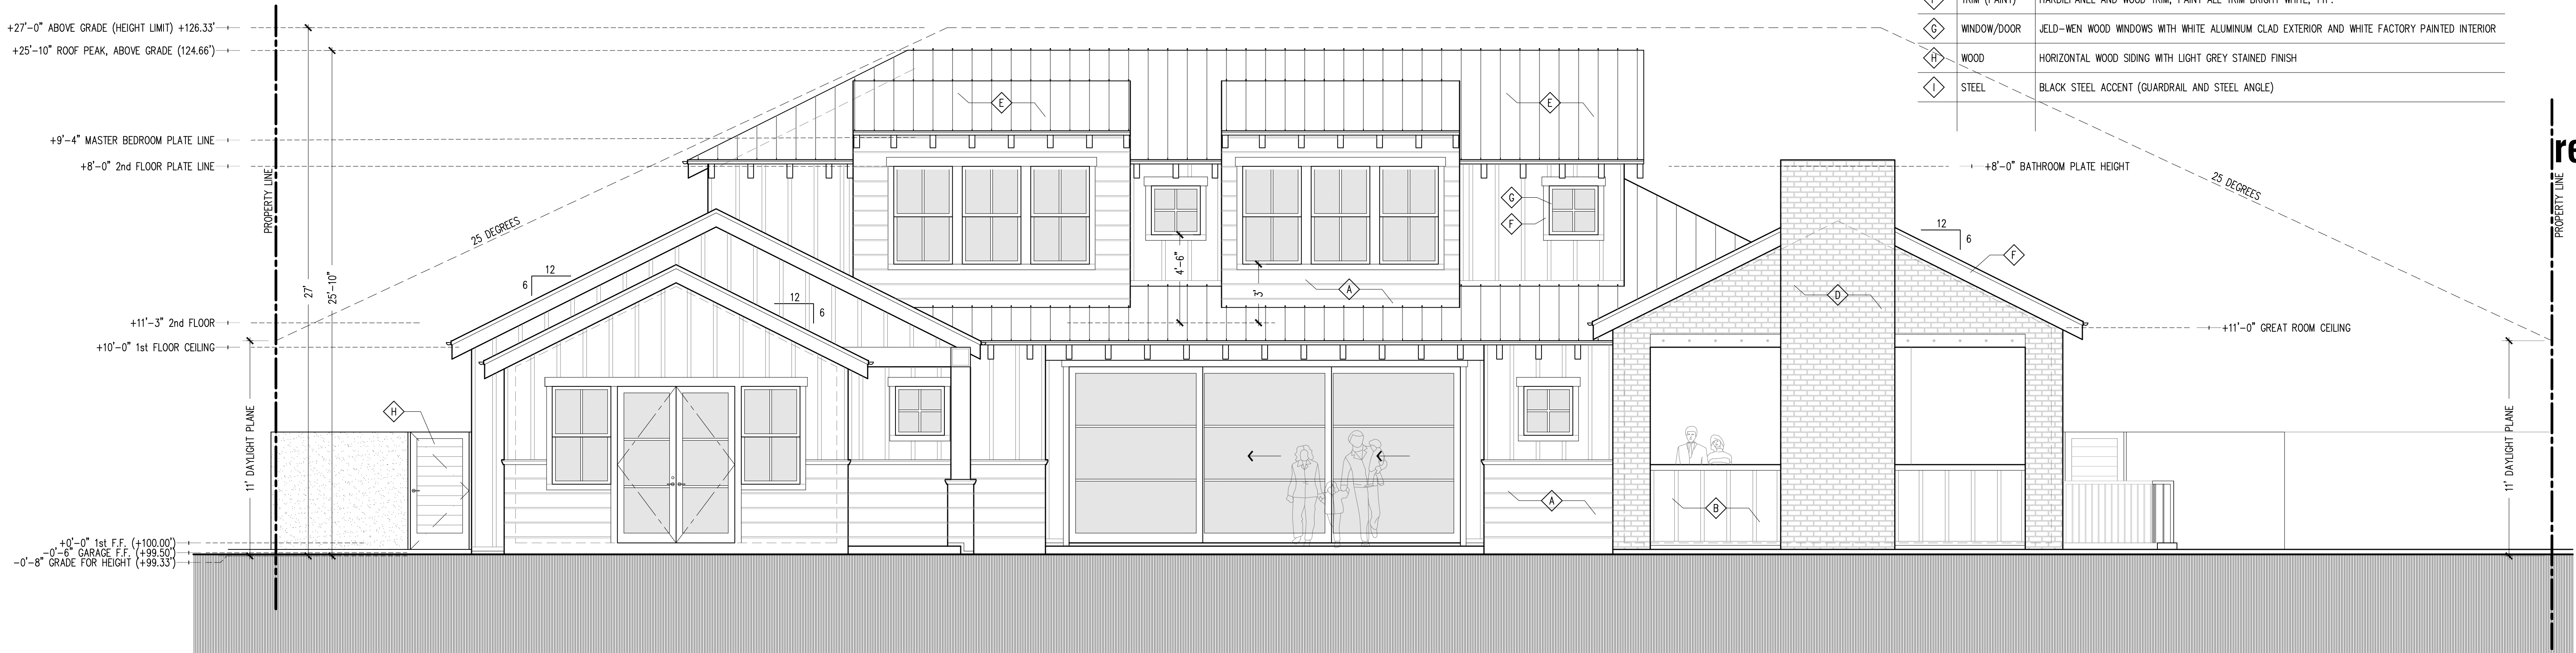 +27'-0" ABOVE GRADE (HEIGHT LIMIT) +126.33'
+25'-10" ROOF PEAK, ABOVE GRADE (124.66')
+9'-4" MASTER BEDROOM PLATE LINE
+8'-0" 2nd FLOOR PLATE LINE
+11'-3" 2nd FLOOR
+10'-0" 1st FLOOR CEILING
+0'-0" 1st F.F. (+100.00')
-0'-6" GARAGE F.F. (+99.50')
-0'-8" GRADE FOR HEIGHT (+99.33')
PROPERTY LINE
11' DAYLIGHT PLANE
27'
25'-10"
25 DEGREES
H
12
6
12
6
E
E
G
F
4'-6"
3'
A
A
D
B
12
6
F
G WINDOW/DOOR JELD-WEN WOOD WINDOWS WITH WHITE ALUMINUM CLAD EXTERIOR AND WHITE FACTORY PAINTED INTERIOR
H WOOD HORIZONTAL WOOD SIDING WITH LIGHT GREY STAINED FINISH
I STEEL BLACK STEEL ACCENT (GUARDRAIL AND STEEL ANGLE)
+8'-0" BATHROOM PLATE HEIGHT
25 DEGREES
+11'-0" GREAT ROOM CEILING
11' DAYLIGHT PLANE
PROPERTY LINE
re